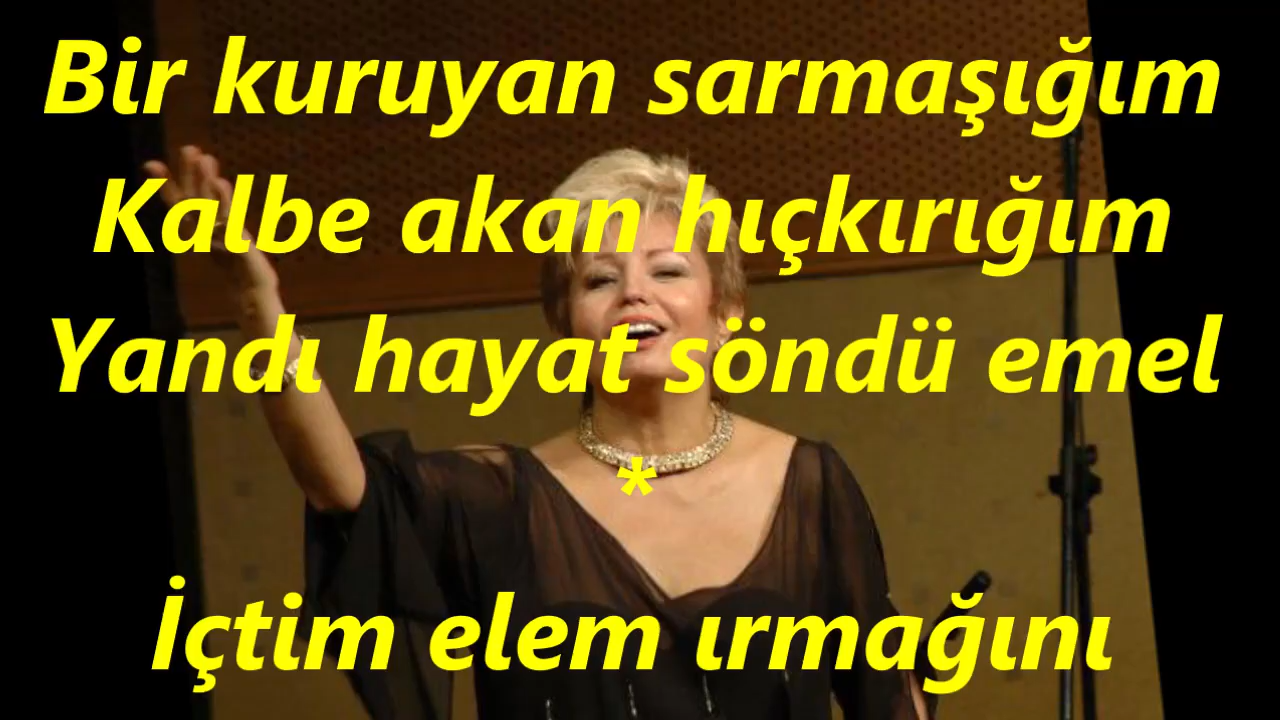 Bir kuruyan sarmaşığım
Kalbe akan hıçkırığım
Yandı hayat söndü emel
*
İçtim elem ırmağını